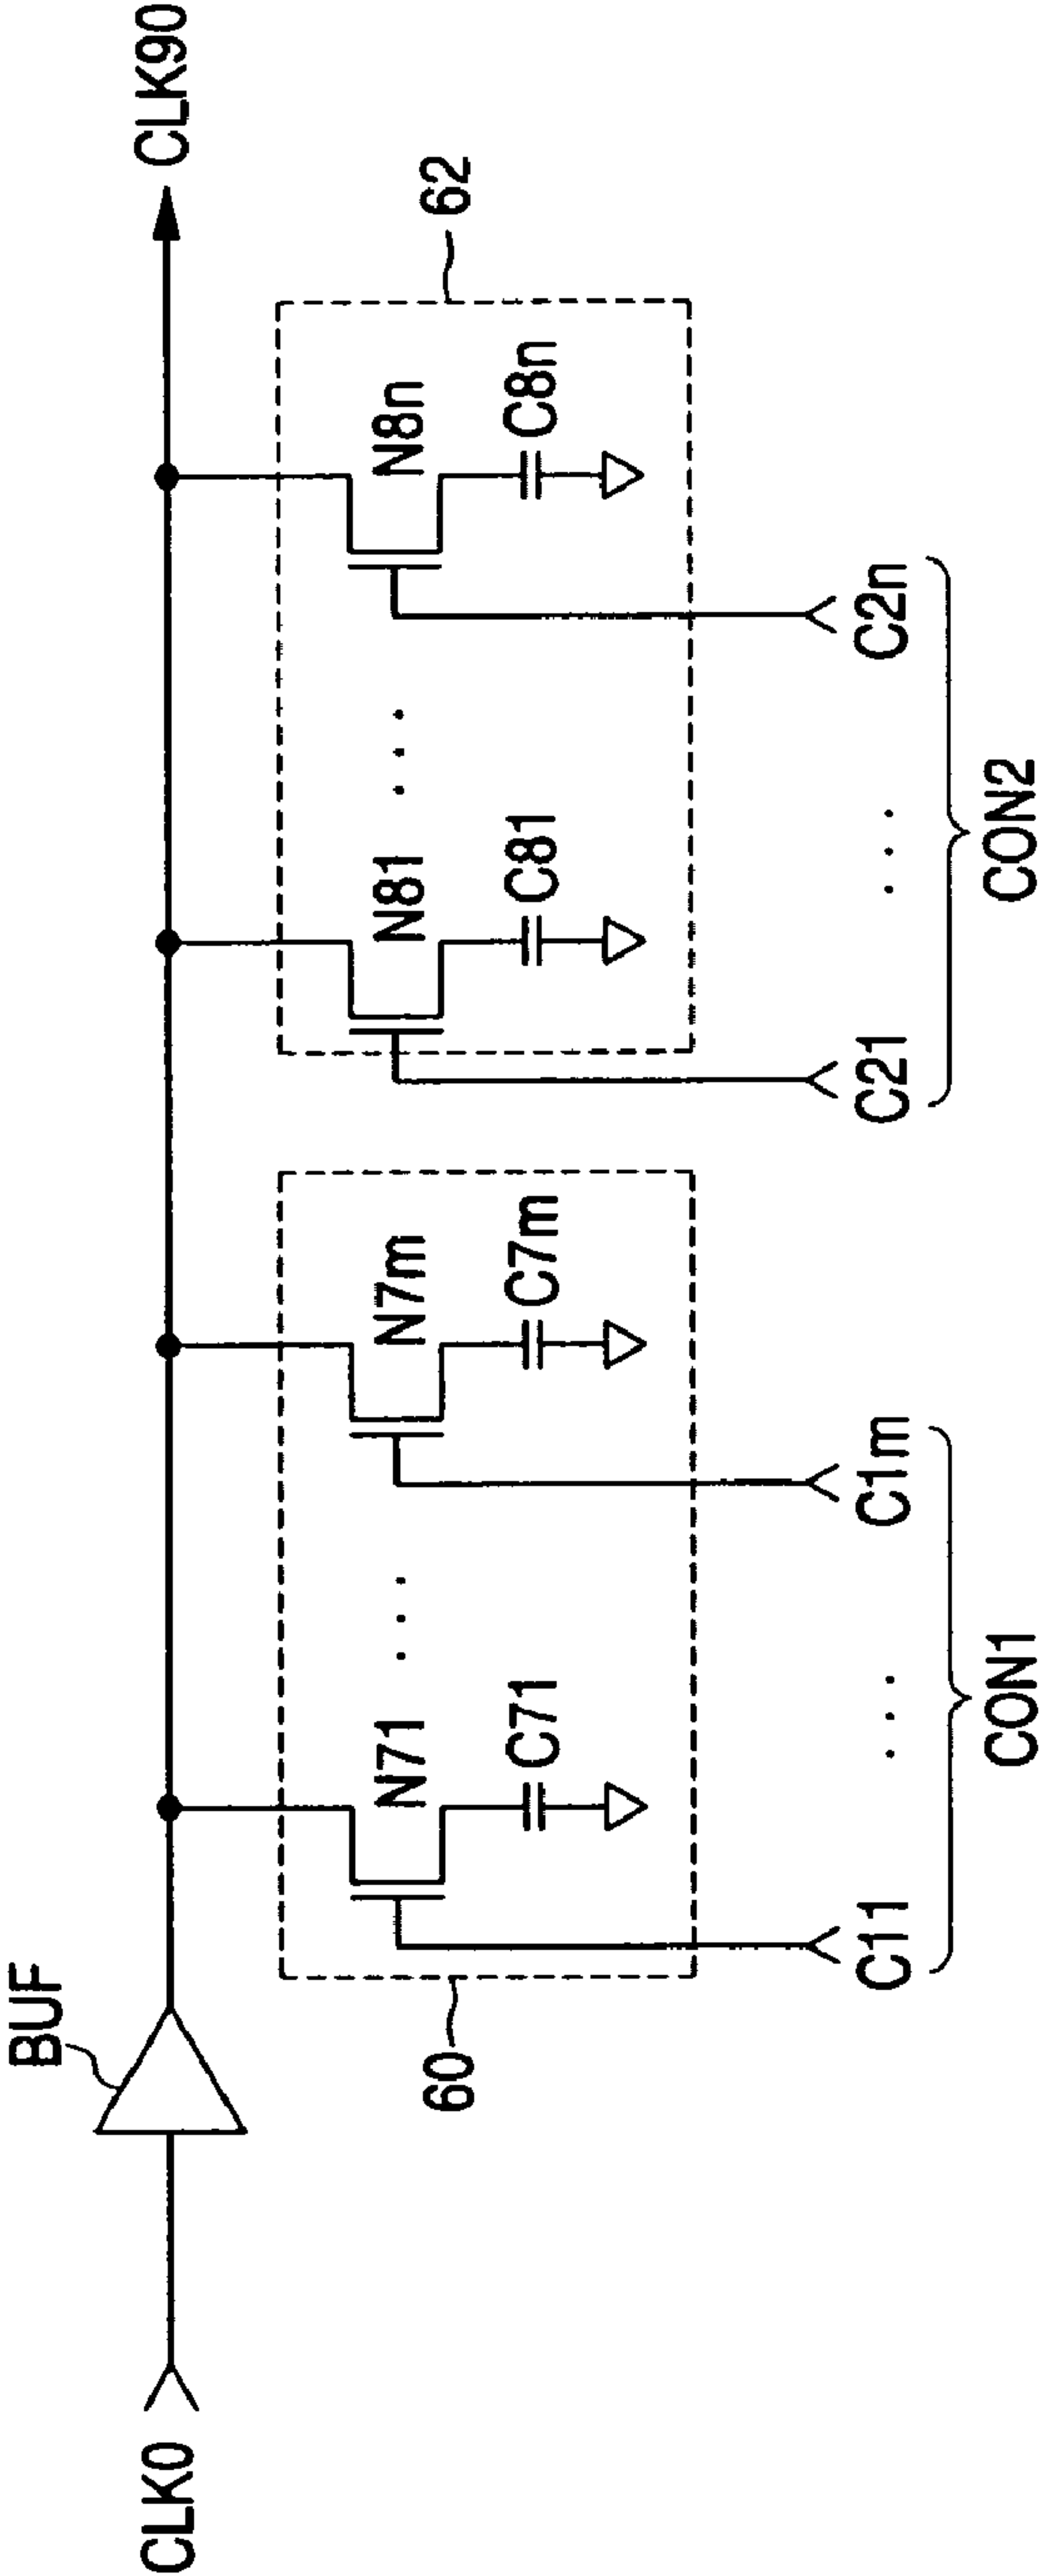 BUF
CLK0
CLK90
60
62
N71
N7m
N81
N8n
C71
C7m
C81
C8n
. . .
. . .
C11
. . .
C1m
C21
. . .
C2n
CON1
CON2